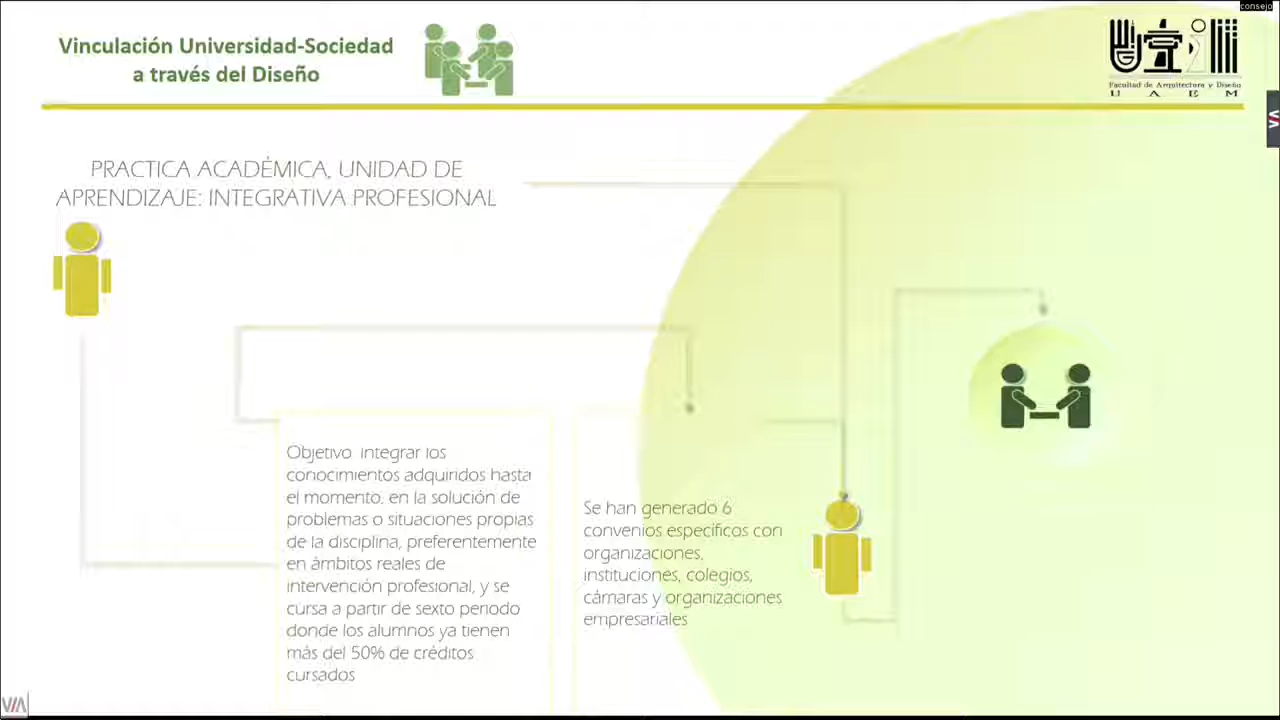 consejo
Vinculación Universidad-Sociedad
a través del Diseño
Facultad de Arquitectura y Diseño
U A E M
PRACTICA ACADÉMICA, UNIDAD DE
APRENDIZAJE: INTEGRATIVA PROFESIONAL
Objetivo integrar los
conocimientos adquiridos hasta
el momento, en la solución de
problemas o situaciones propias
de la disciplina, preferentemente
en ámbitos reales de
intervención profesional, y se
cursa a partir de sexto periodo
donde los alumnos ya tienen
más del 50% de créditos
cursados
Se han generado 6
convenios específicos con
organizaciones,
instituciones, colegios,
cámaras y organizaciones
empresariales